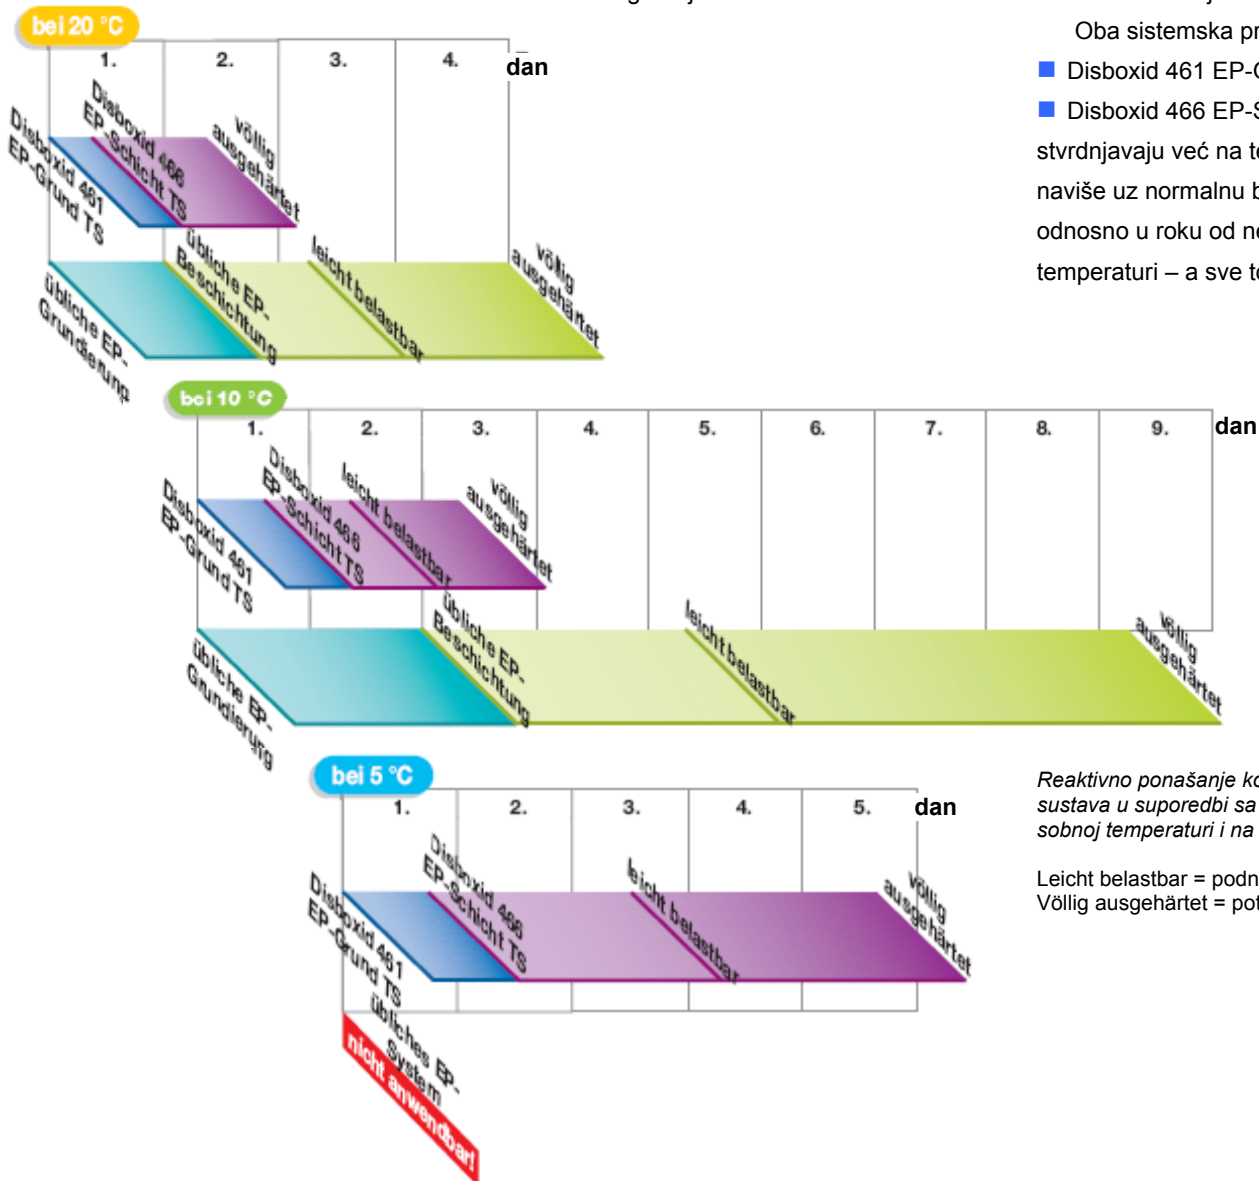 bei 20 °C
1. 2. 3. 4. dan
Disboxid 461
EP-Grund TS
Disboxid 466
EP-Schicht TS
völlig
ausgehärtet
übliche EP-
Grundierung
übliche EP-
Beschichtung
leicht belastbar
völlig
ausgehärtet
Oba sistemska pr
Disboxid 461 EP-G
Disboxid 466 EP-S
stvrdnjavaju već na te
naviše uz normalnu b
odnosno u roku od ne
temperaturi – a sve to
bei 10 °C
1. 2. 3. 4. 5. 6. 7. 8. 9. dan
Disboxid 461
EP-Grund TS
Disboxid 466
EP-Schicht TS
leicht belastbar
völlig
ausgehärtet
übliche EP-
Grundierung
übliche EP-
Beschichtung
leicht belastbar
völlig
ausgehärtet
bei 5 °C
1. 2. 3. 4. 5. dan
Disboxid 461
EP-Grund TS
Disboxid 466
EP-Schicht TS
leicht belastbar
völlig
ausgehärtet
übliches EP-
System
nicht anwendbar!
Reaktivno ponašanje ko
sustava u suporedbi sa
sobnoj temperaturi i na
Leicht belastbar = podn
Völlig ausgehärtet = pot